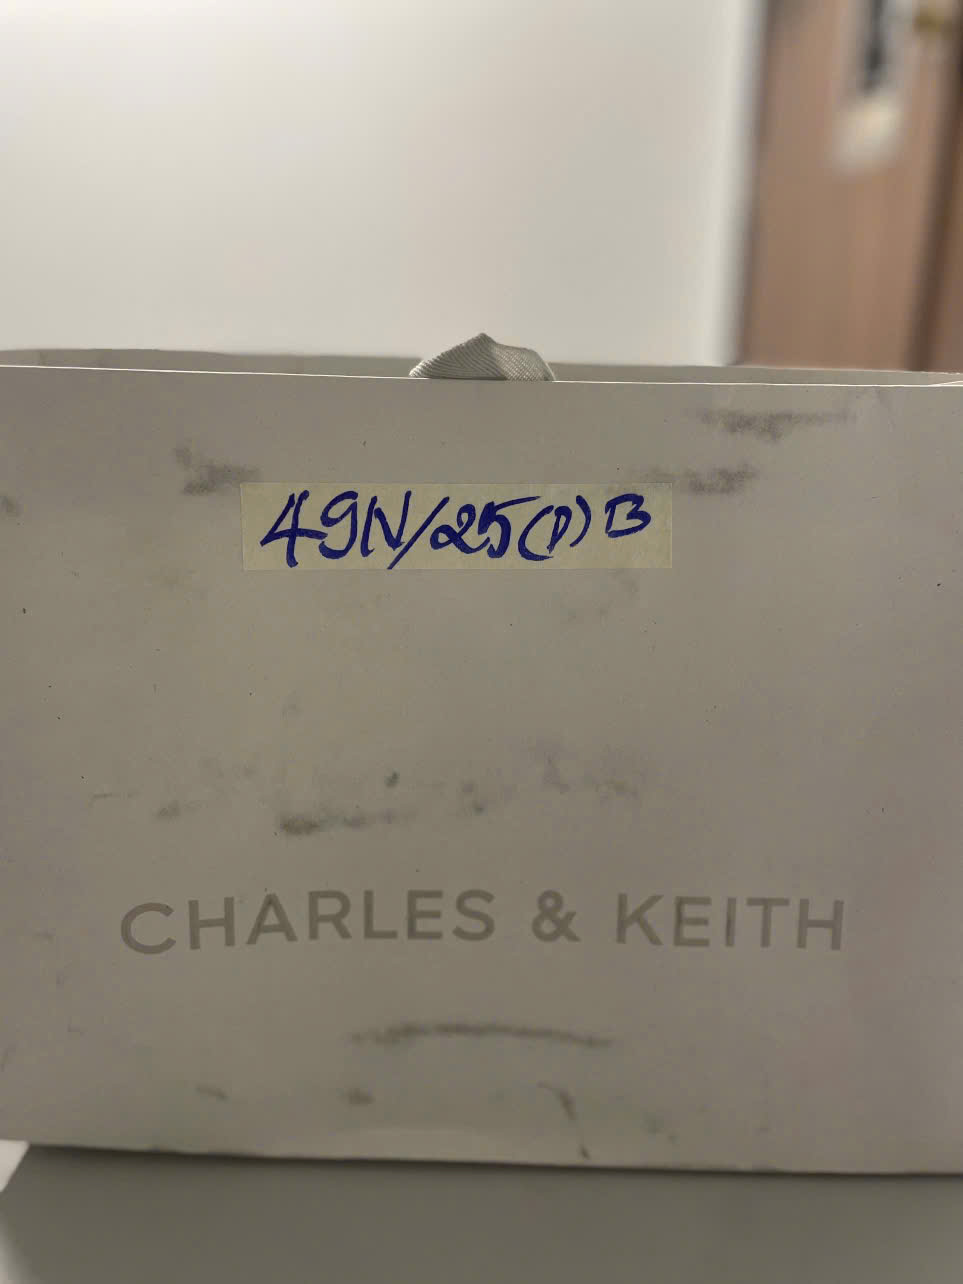 49N/25(P)B
CHARLES & KEITH